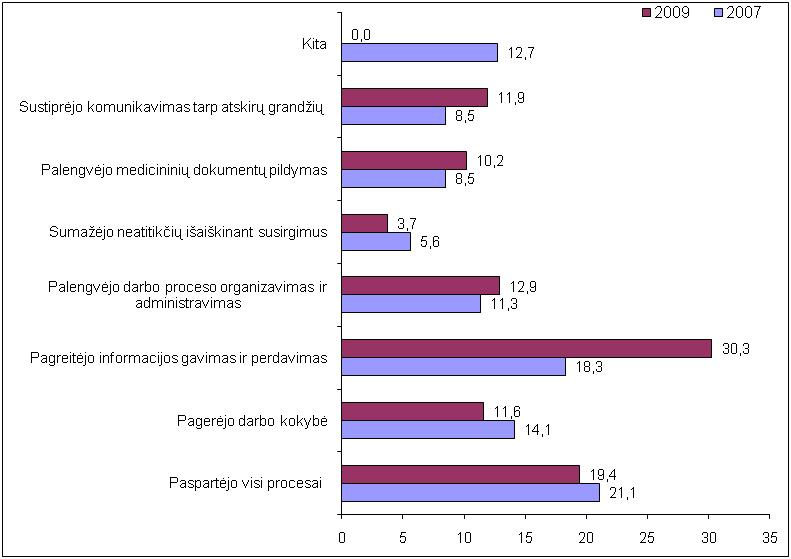 2009 2007
Kita
0,0
12,7
Sustiprėjo komunikavimas tarp atskirų grandžių
11,9
8,5
Palengvėjo medicininių dokumentų pildymas
10,2
8,5
Sumažėjo neatitikčių išaiškinant susirgimus
3,7
5,6
Palengvėjo darbo proceso organizavimas ir
administravimas
12,9
11,3
Pagreitėjo informacijos gavimas ir perdavimas
30,3
18,3
Pagerėjo darbo kokybė
11,6
14,1
Paspartėjo visi procesai
19,4
21,1
0 5 10 15 20 25 30 35